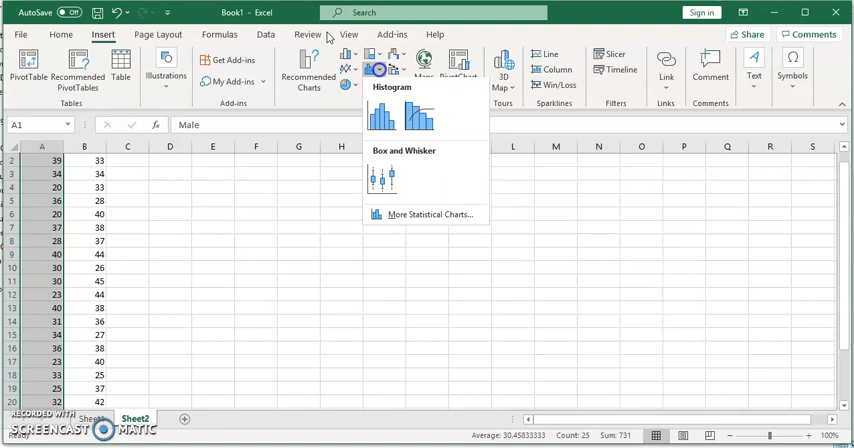 AutoSave Off Book1 - Excel Search Sign in
File Home Insert Page Layout Formulas Data Review View Add-ins Help Share Comments
PivotTable Recommended PivotTables Table
Tables
Illustrations
Get Add-ins
My Add-ins
Add-ins
Recommended Charts
Maps PivotChart
3D Map
Tours
Line
Column
Win/Loss
Sparklines
Slicer
Timeline
Filters
Link
Links
Comment
Comments
Text
Symbols
Histogram
Box and Whisker
More Statistical Charts...
A1 fx Male
A B C D E F G H L M N O P Q R S
2 39 33
3 34 34
4 20 33
5 36 28
6 20 40
7 37 38
8 28 37
9 40 44
10 30 26
11 30 45
12 23 44
13 40 38
14 31 36
15 34 27
16 36 38
17 23 40
18 33 25
19 25 37
20 32 42
Sheet1 Sheet2
RECORDED WITH
SCREENCAST MATIC
Ready Average: 30.45833333 Count: 25 Sum: 731 100%